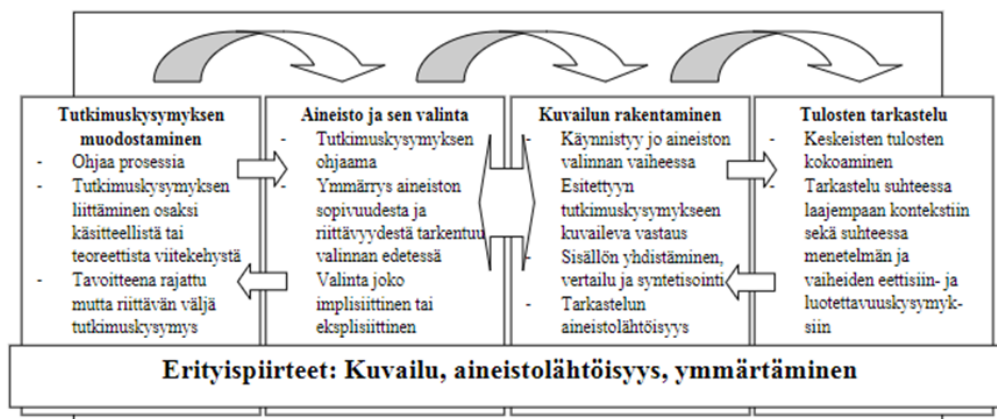 Tutkimuskysymyksen
muodostaminen
- Ohjaa prosessia
- Tutkimuskysymyksen
liittäminen osaksi
käsitteellistä tai
teoreettista viitekehystä
- Tavoitteena rajattu
mutta riittävän väljä
tutkimuskysymys
Aineisto ja sen valinta
- Tutkimuskysymyksen
ohjaama
- Ymmärrys aineiston
sopivuudesta ja
riittävyydestä tarkentuu
valinnan edetessä
Valinta joko
implisiittinen tai
eksplisiittinen
Kuvailun rakentaminen
- Käynnistyy jo aineiston
valinnan vaiheessa
Esitettyyn
tutkimuskysymykseen
kuvaileva vastaus
- Sisällön yhdistäminen,
vertailu ja syntetisointi
- Tarkastelun
aineistolähtöisyys
Tulosten tarkastelu
- Keskeisten tulosten
kokoaminen
- Tarkastelu suhteessa
laajempaan kontekstiin
sekä suhteessa
menetelmän ja
vaiheiden eettisiin- ja
luotettavuuskysymyk-
siin
Erityispiirteet: Kuvailu, aineistolähtöisyys, ymmärtäminen